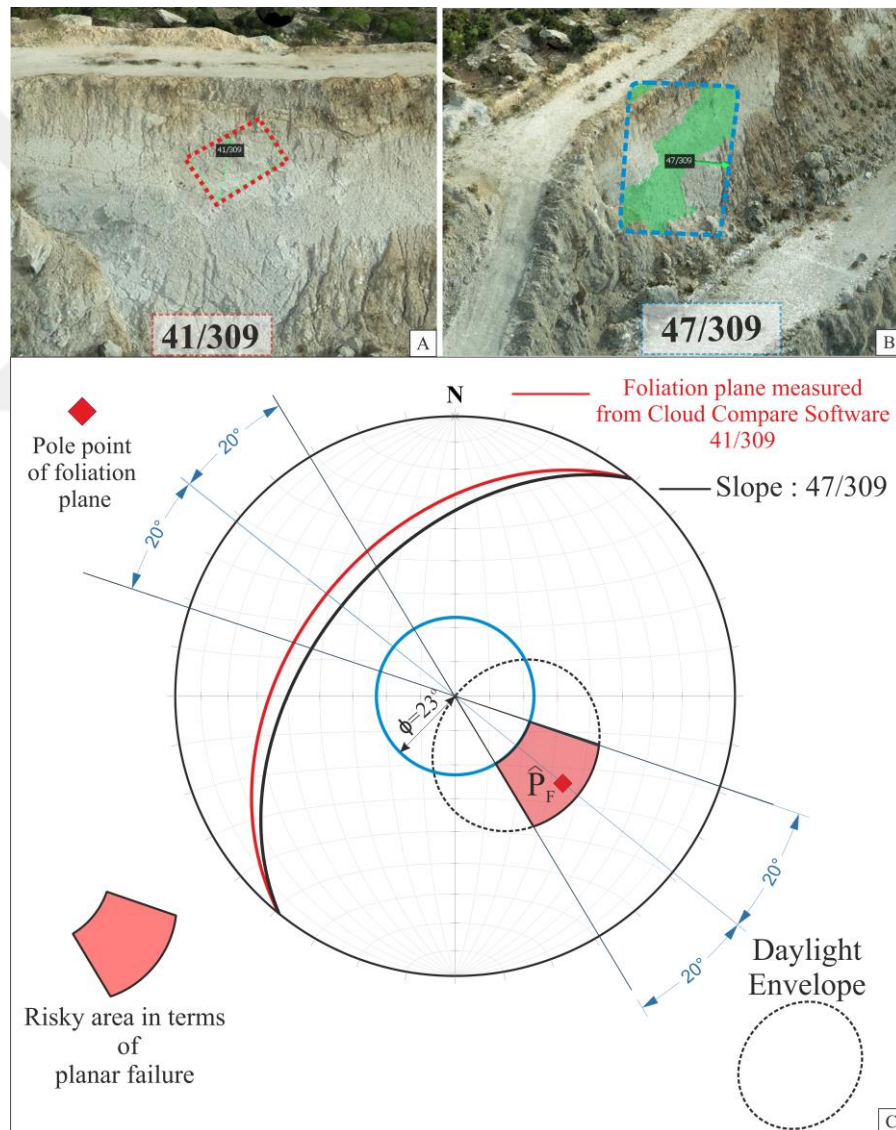 41/309
41/309
A
47/309
47/309
B
N
Foliation plane measured
from Cloud Compare Software
41/309
Slope : 47/309
Pole point
of foliation
plane
20°
20°
ϕ=23°
P̂F
20°
20°
Risky area in terms
of
planar failure
Daylight
Envelope
C